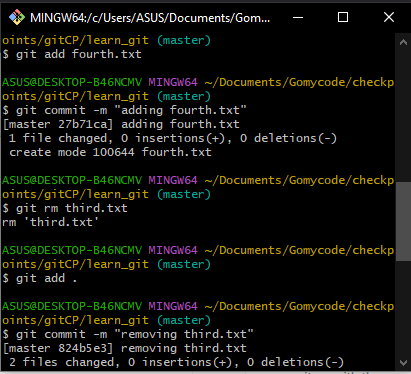 MINGW64:/c/Users/ASUS/Documents/Gom...
oints/gitCP/learn_git (master)
$ git add fourth.txt
ASUS@DESKTOP-B46NCMV MINGW64 ~/Documents/Gomycode/checkp
oints/gitCP/learn_git (master)
$ git commit -m "adding fourth.txt"
[master 27b71ca] adding fourth.txt
 1 file changed, 0 insertions(+), 0 deletions(-)
 create mode 100644 fourth.txt
ASUS@DESKTOP-B46NCMV MINGW64 ~/Documents/Gomycode/checkp
oints/gitCP/learn_git (master)
$ git rm third.txt
rm 'third.txt'
ASUS@DESKTOP-B46NCMV MINGW64 ~/Documents/Gomycode/checkp
oints/gitCP/learn_git (master)
$ git add .
ASUS@DESKTOP-B46NCMV MINGW64 ~/Documents/Gomycode/checkp
oints/gitCP/learn_git (master)
$ git commit -m "removing third.txt"
[master 824b5e3] removing third.txt
 2 files changed, 0 insertions(+), 0 deletions(-)